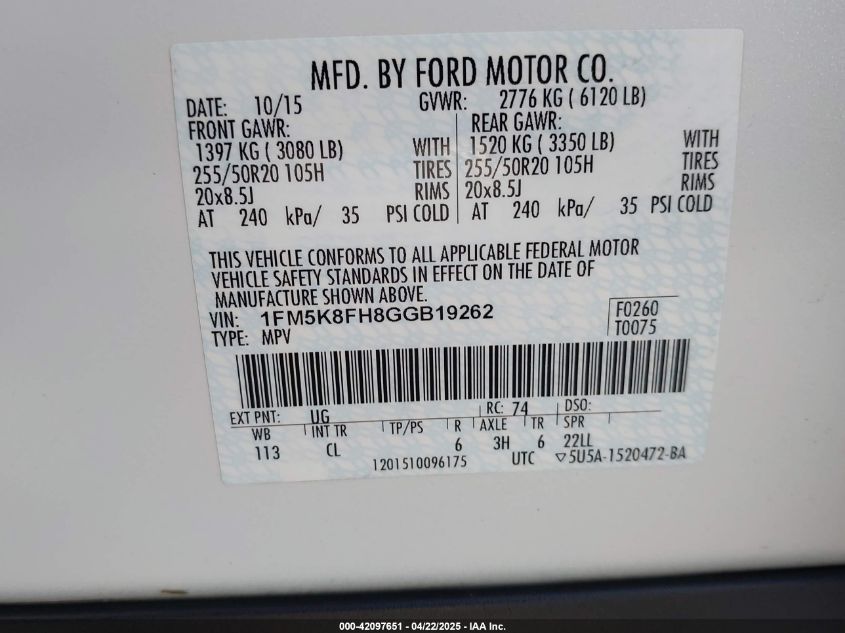 MFD. BY FORD MOTOR CO.
DATE: 10/15 GVWR: 2776 KG ( 6120 LB)
FRONT GAWR: REAR GAWR:
1397 KG ( 3080 LB) WITH 1520 KG ( 3350 LB) WITH
255/50R20 105H TIRES 255/50R20 105H TIRES
20x8.5J RIMS 20x8.5J RIMS
AT 240 kPa/ 35 PSI COLD AT 240 kPa/ 35 PSI COLD
THIS VEHICLE CONFORMS TO ALL APPLICABLE FEDERAL MOTOR
VEHICLE SAFETY STANDARDS IN EFFECT ON THE DATE OF
MANUFACTURE SHOWN ABOVE.
VIN: 1FM5K8FH8GGB19262 F0260
TYPE: MPV T0075
EXT PNT: UG RC: 74 DSO:
WB INT TR TP/PS R AXLE TR SPR
113 CL 6 3H 6 22LL
1201510096175 UTC ▽5U5A-1520472-BA
000-42097651 - 04/22/2025 - IAA Inc.